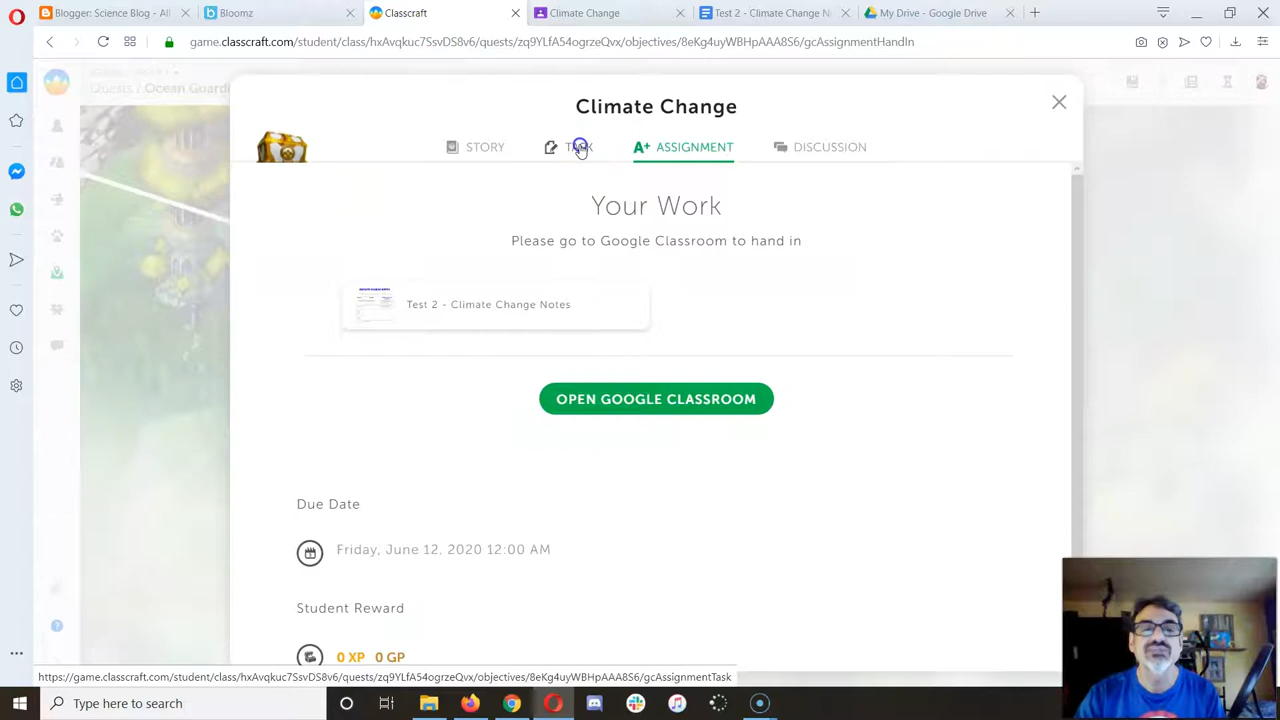 Blogger: Science Blog - All
Bloomz
Classcraft
Climate Change
Test 2 - Climate Change N
My Drive - Google Drive
game.classcraft.com/student/class/hxAvqkuc7SsvDS8v6/quests/zq9YLfA54ogrzeQvx/objectives/8eKg4uyWBHpAAA8S6/gcAssignmentHandIn
Quests / Ocean Guardi
Climate Change
STORY
TASK
A+ ASSIGNMENT
DISCUSSION
Your Work
Please go to Google Classroom to hand in
Test 2 - Climate Change Notes
OPEN GOOGLE CLASSROOM
Due Date
Friday, June 12, 2020 12:00 AM
Student Reward
0 XP 0 GP
https://game.classcraft.com/student/class/hxAvqkuc7SsvDS8v6/quests/zq9YLfA54ogrzeQvx/objectives/8eKg4uyWBHpAAA8S6/gcAssignmentTask
Type here to search